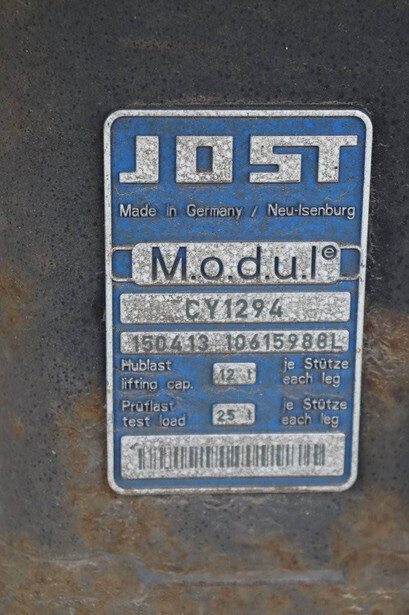 JOST
Made in Germany / Neu-Isenburg
M.o.d.u.l®
CY1294
150413 10615988L
Hublast 12 t je Stütze
lifting cap. each leg
Prüflast 25 t je Stütze
test load each leg